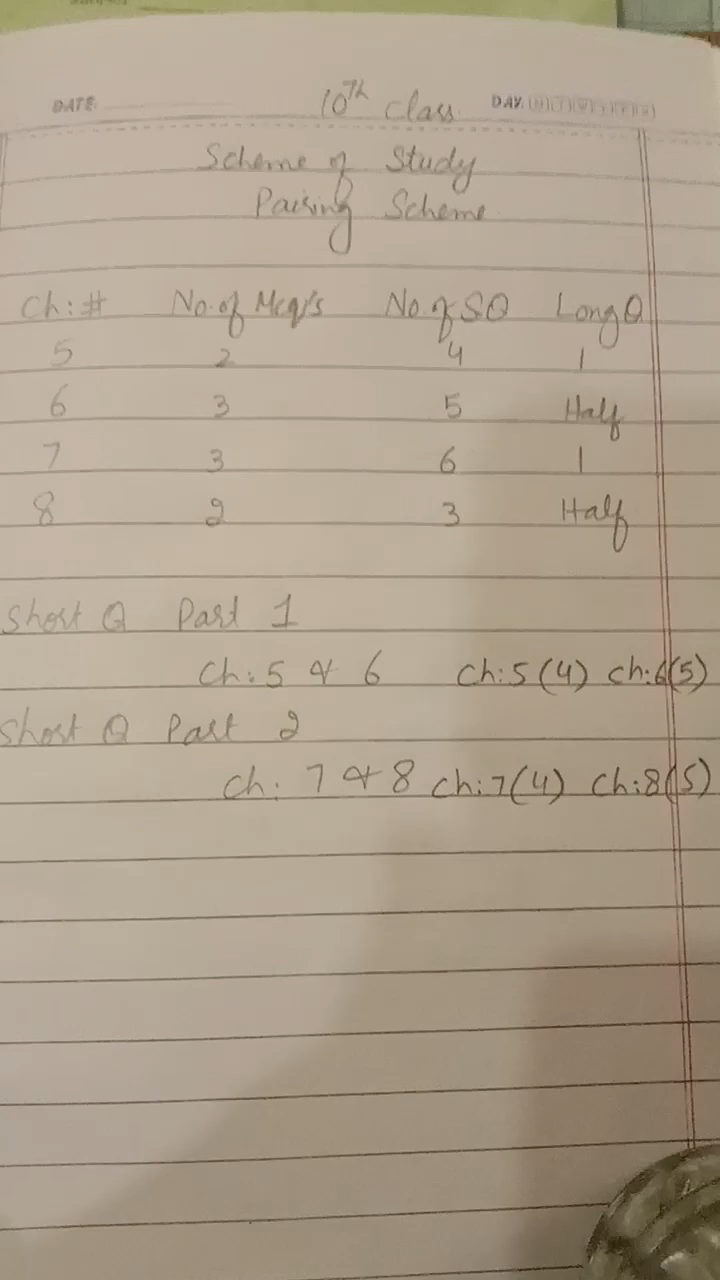 DATE 10Th Class DAY:
Scheme of Study
Pairing Scheme
Ch:# No. of Mcq's No. of SQ Long Q
5 2 4 1
6 3 5 Half
7 3 6 1
8 2 3 Half
Short Q Part 1
Ch: 5 & 6 Ch:5(4) Ch:6(5)
Short Q Part 2
Ch: 7 & 8 Ch:7(4) Ch:8(5)